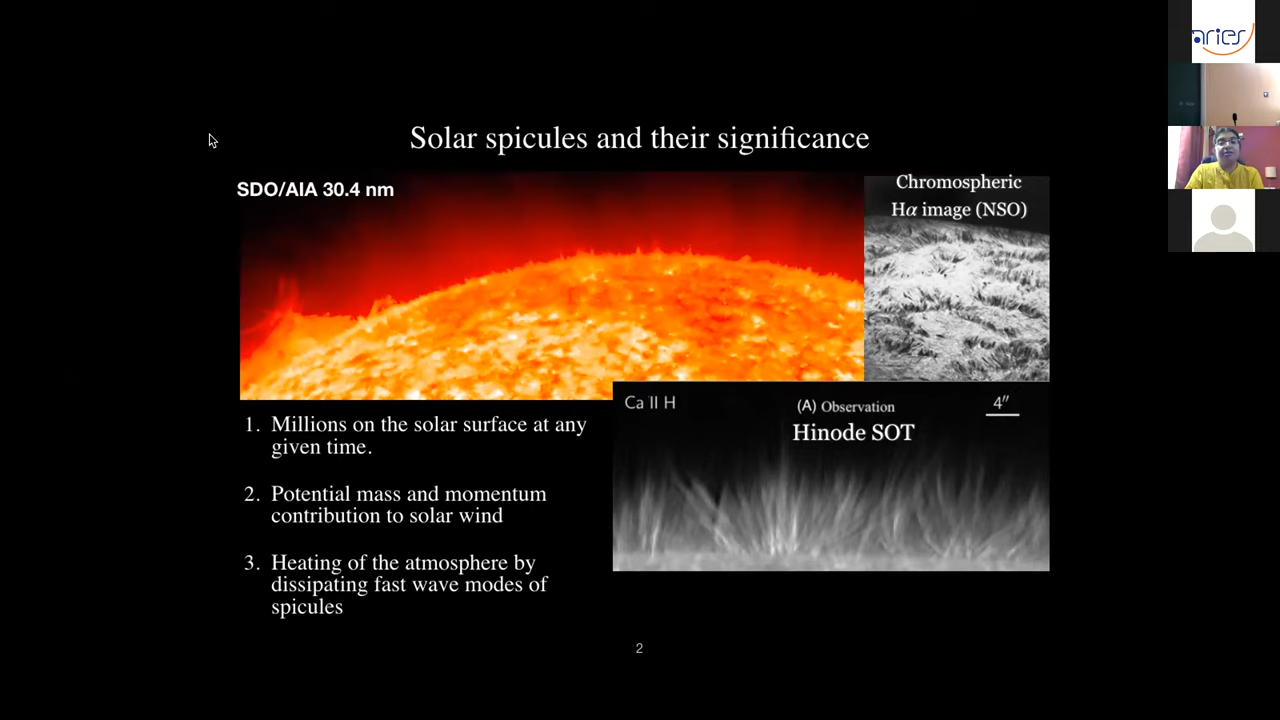 aries
Solar spicules and their significance
SDO/AIA 30.4 nm
Chromospheric
Hα image (NSO)
Ca II H
(A) Observation
4″
Hinode SOT
1. Millions on the solar surface at any
given time.
2. Potential mass and momentum
contribution to solar wind
3. Heating of the atmosphere by
dissipating fast wave modes of
spicules
2